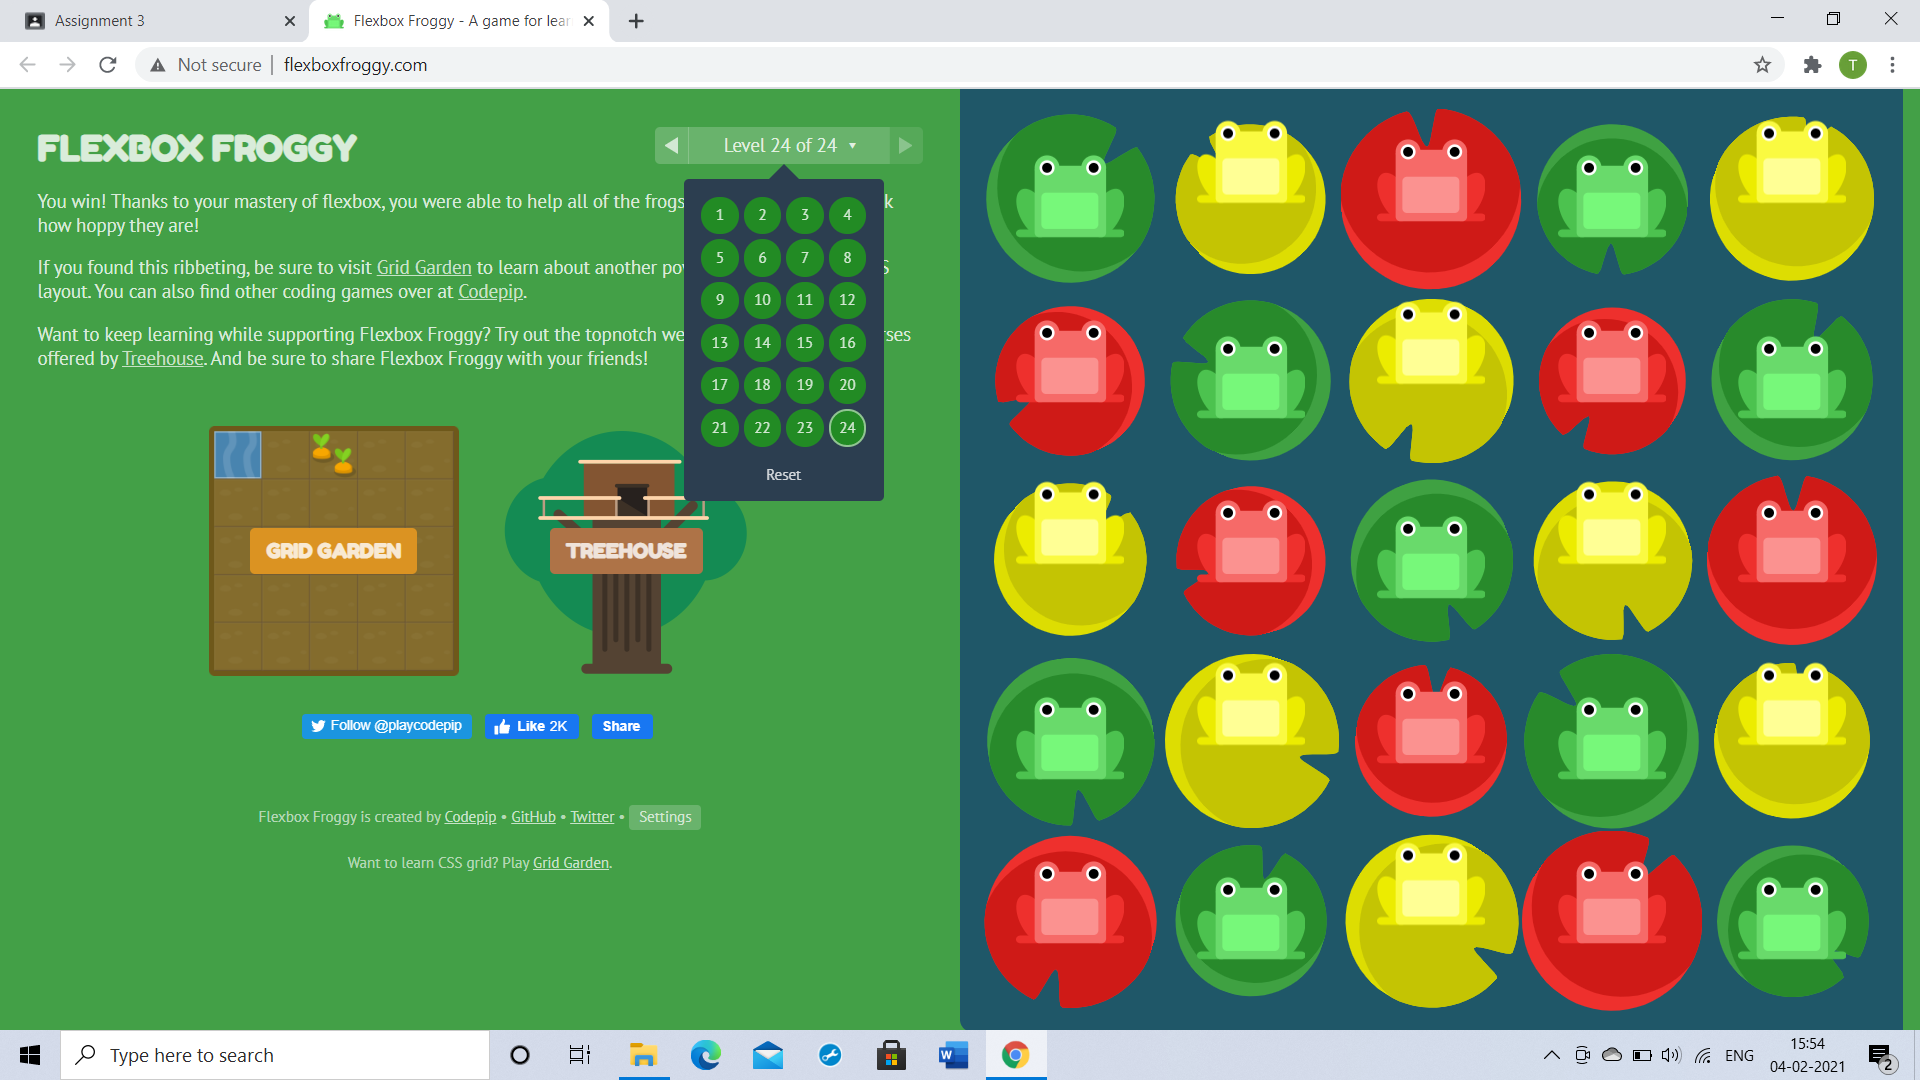 Assignment 3
Flexbox Froggy - A game for lear
Not secure | flexboxfroggy.com
T
FLEXBOX FROGGY
Level 24 of 24 ▼
You win! Thanks to your mastery of flexbox, you were able to help all of the frogs k
how hoppy they are!
If you found this ribbeting, be sure to visit Grid Garden to learn about another po S
layout. You can also find other coding games over at Codepip.
Want to keep learning while supporting Flexbox Froggy? Try out the topnotch we rses
offered by Treehouse. And be sure to share Flexbox Froggy with your friends!
1 2 3 4
5 6 7 8
9 10 11 12
13 14 15 16
17 18 19 20
21 22 23 24
Reset
GRID GARDEN
TREEHOUSE
Follow @playcodepip
Like 2K
Share
Flexbox Froggy is created by Codepip • GitHub • Twitter • Settings
Want to learn CSS grid? Play Grid Garden.
Type here to search
W
ENG
15:54
04-02-2021
2